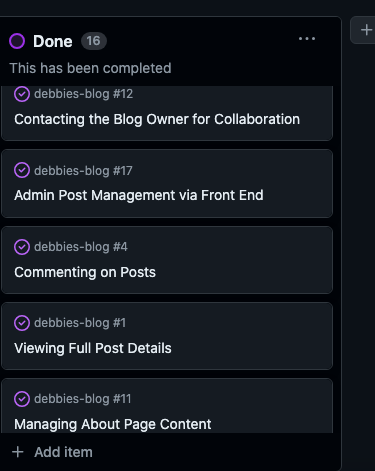 Done 16
This has been completed
debbies-blog #12
Contacting the Blog Owner for Collaboration
debbies-blog #17
Admin Post Management via Front End
debbies-blog #4
Commenting on Posts
debbies-blog #1
Viewing Full Post Details
debbies-blog #11
Managing About Page Content
+ Add item